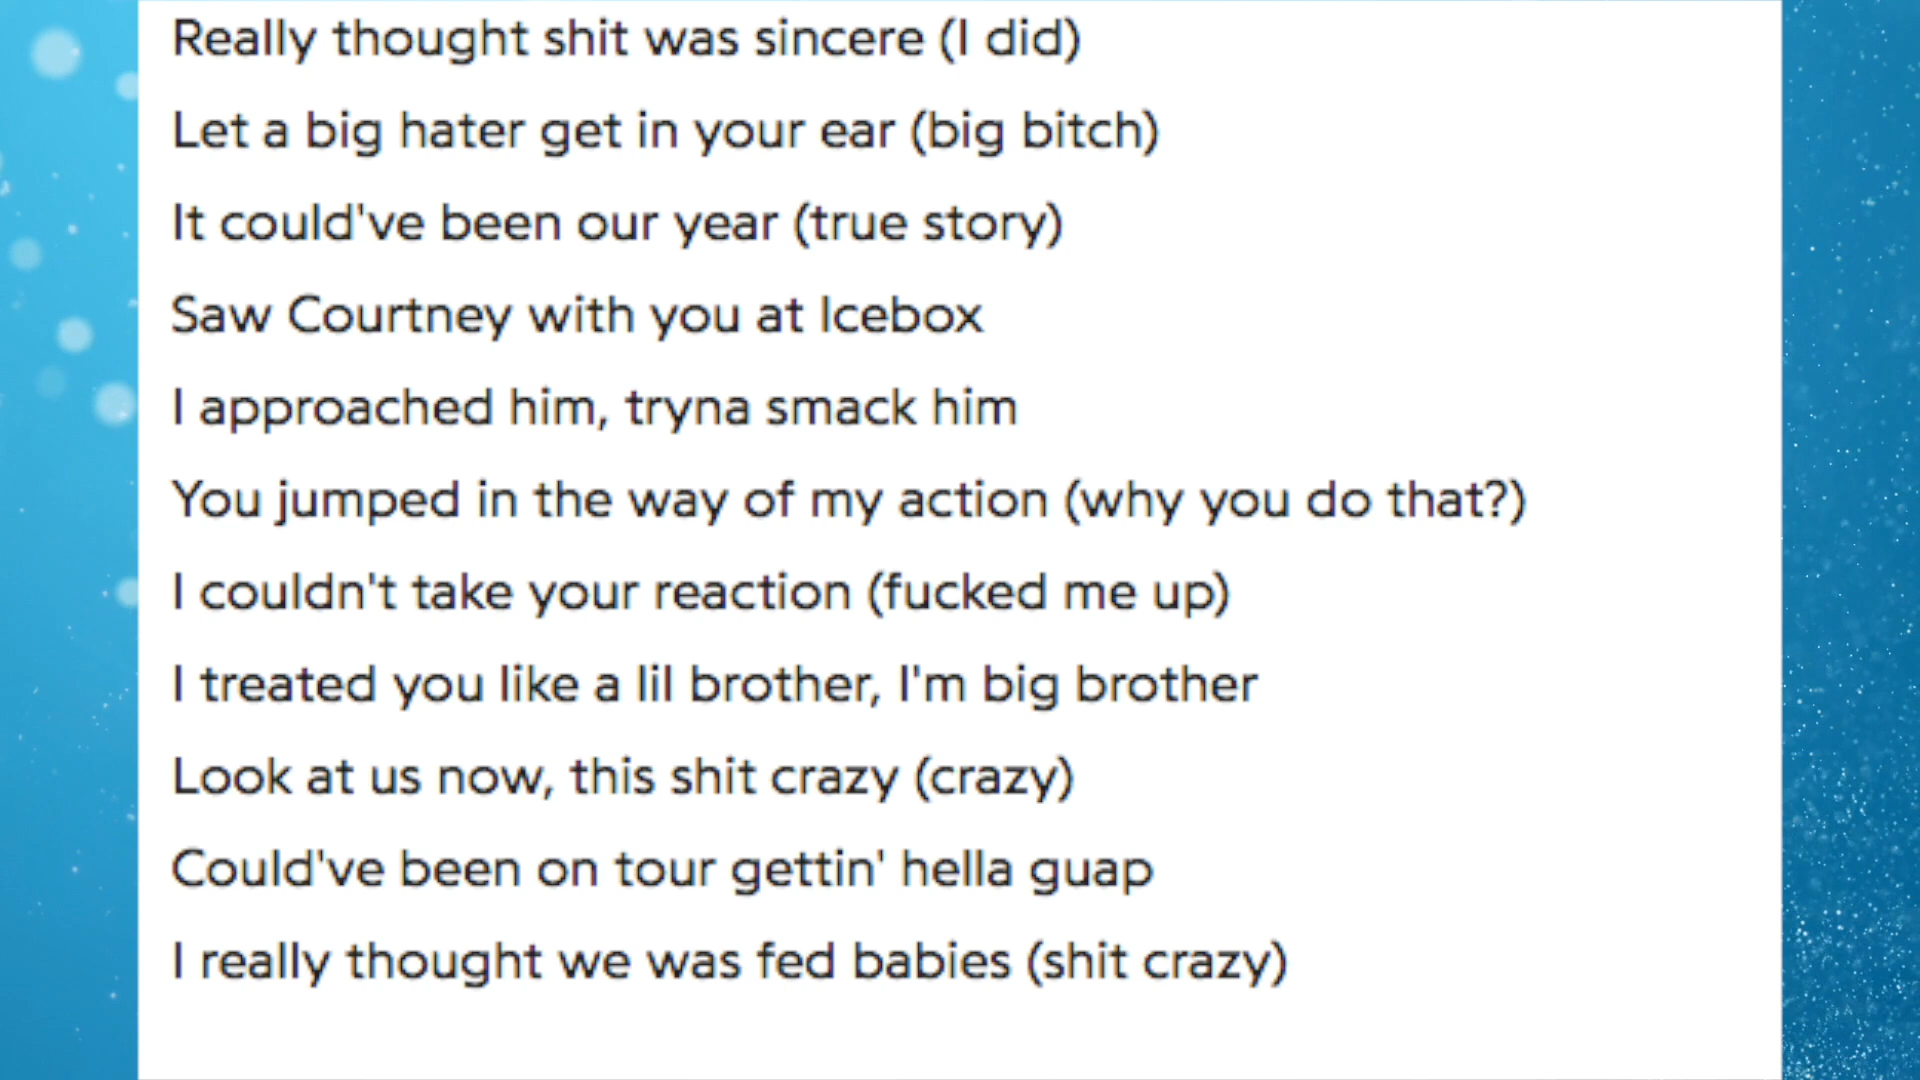 Really thought shit was sincere (I did)
Let a big hater get in your ear (big bitch)
It could've been our year (true story)
Saw Courtney with you at Icebox
I approached him, tryna smack him
You jumped in the way of my action (why you do that?)
I couldn't take your reaction (fucked me up)
I treated you like a lil brother, I'm big brother
Look at us now, this shit crazy (crazy)
Could've been on tour gettin' hella guap
I really thought we was fed babies (shit crazy)